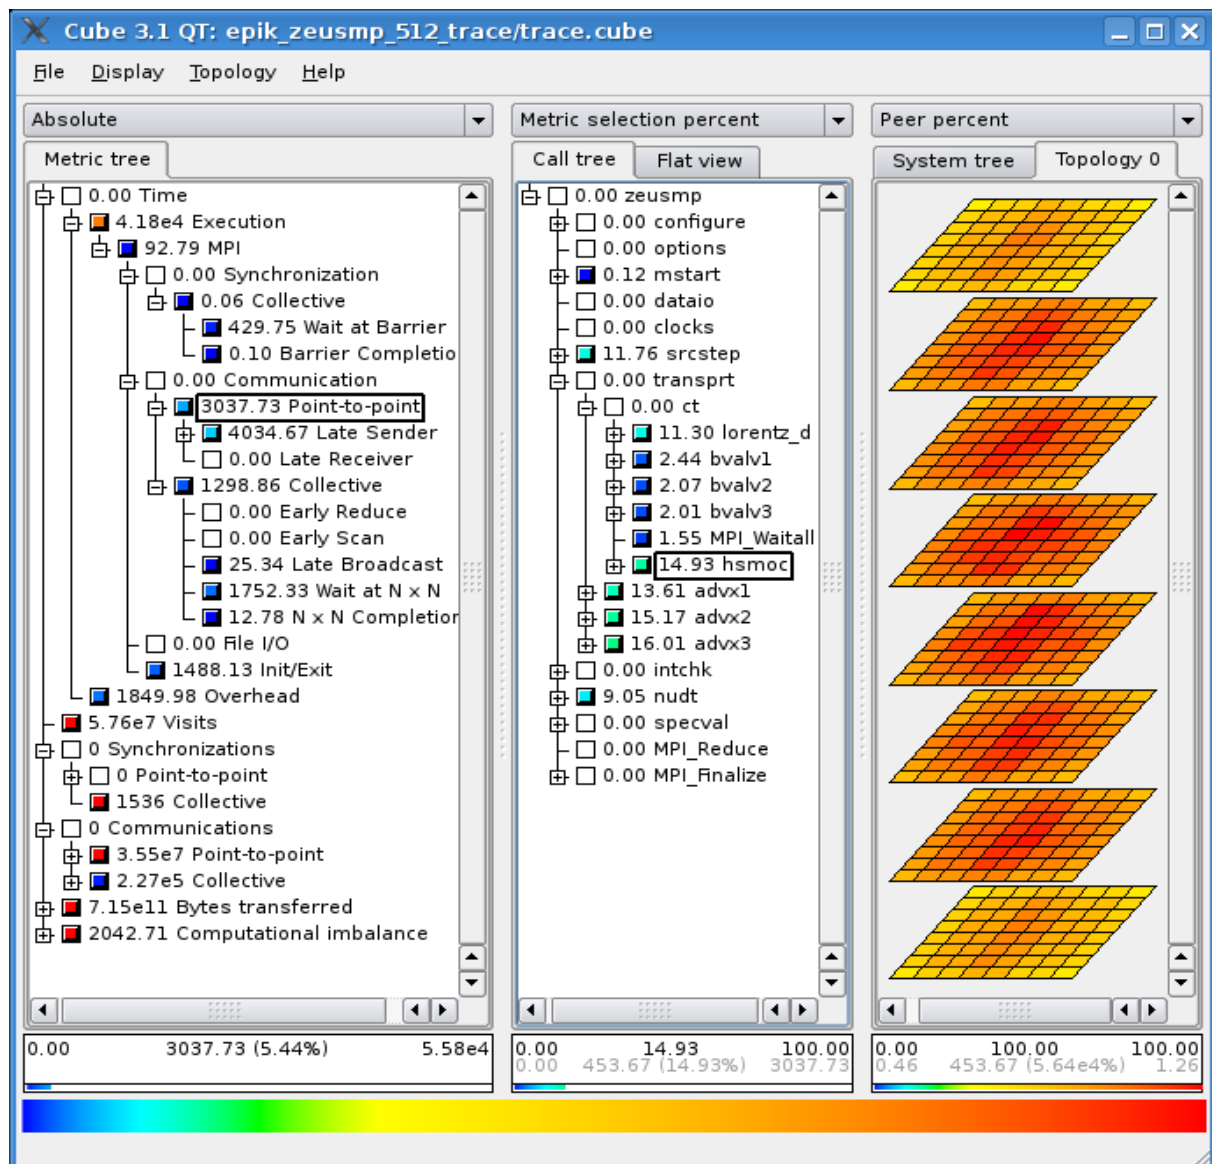 Cube 3.1 QT: epik_zeusmp_512_trace/trace.cube
File Display Topology Help
Absolute
Metric tree
0.00 Time
4.18e4 Execution
92.79 MPI
0.00 Synchronization
0.06 Collective
429.75 Wait at Barrier
0.10 Barrier Completio
0.00 Communication
3037.73 Point-to-point
4034.67 Late Sender
0.00 Late Receiver
1298.86 Collective
0.00 Early Reduce
0.00 Early Scan
25.34 Late Broadcast
1752.33 Wait at N x N
12.78 N x N Completior
0.00 File I/O
1488.13 Init/Exit
1849.98 Overhead
5.76e7 Visits
0 Synchronizations
0 Point-to-point
1536 Collective
0 Communications
3.55e7 Point-to-point
2.27e5 Collective
7.15e11 Bytes transferred
2042.71 Computational imbalance
0.00 3037.73 (5.44%) 5.58e4
Metric selection percent
Call tree Flat view
0.00 zeusmp
0.00 configure
0.00 options
0.12 mstart
0.00 dataio
0.00 clocks
11.76 srcstep
0.00 transprt
0.00 ct
11.30 lorentz_d
2.44 bvalv1
2.07 bvalv2
2.01 bvalv3
1.55 MPI_Waitall
14.93 hsmoc
13.61 advx1
15.17 advx2
16.01 advx3
0.00 intchk
9.05 nudt
0.00 specval
0.00 MPI_Reduce
0.00 MPI_Finalize
0.00 14.93 100.00
0.00 453.67 (14.93%) 3037.73
Peer percent
System tree Topology 0
0.00 100.00 100.00
0.46 453.67 (5.64e4%) 1.26